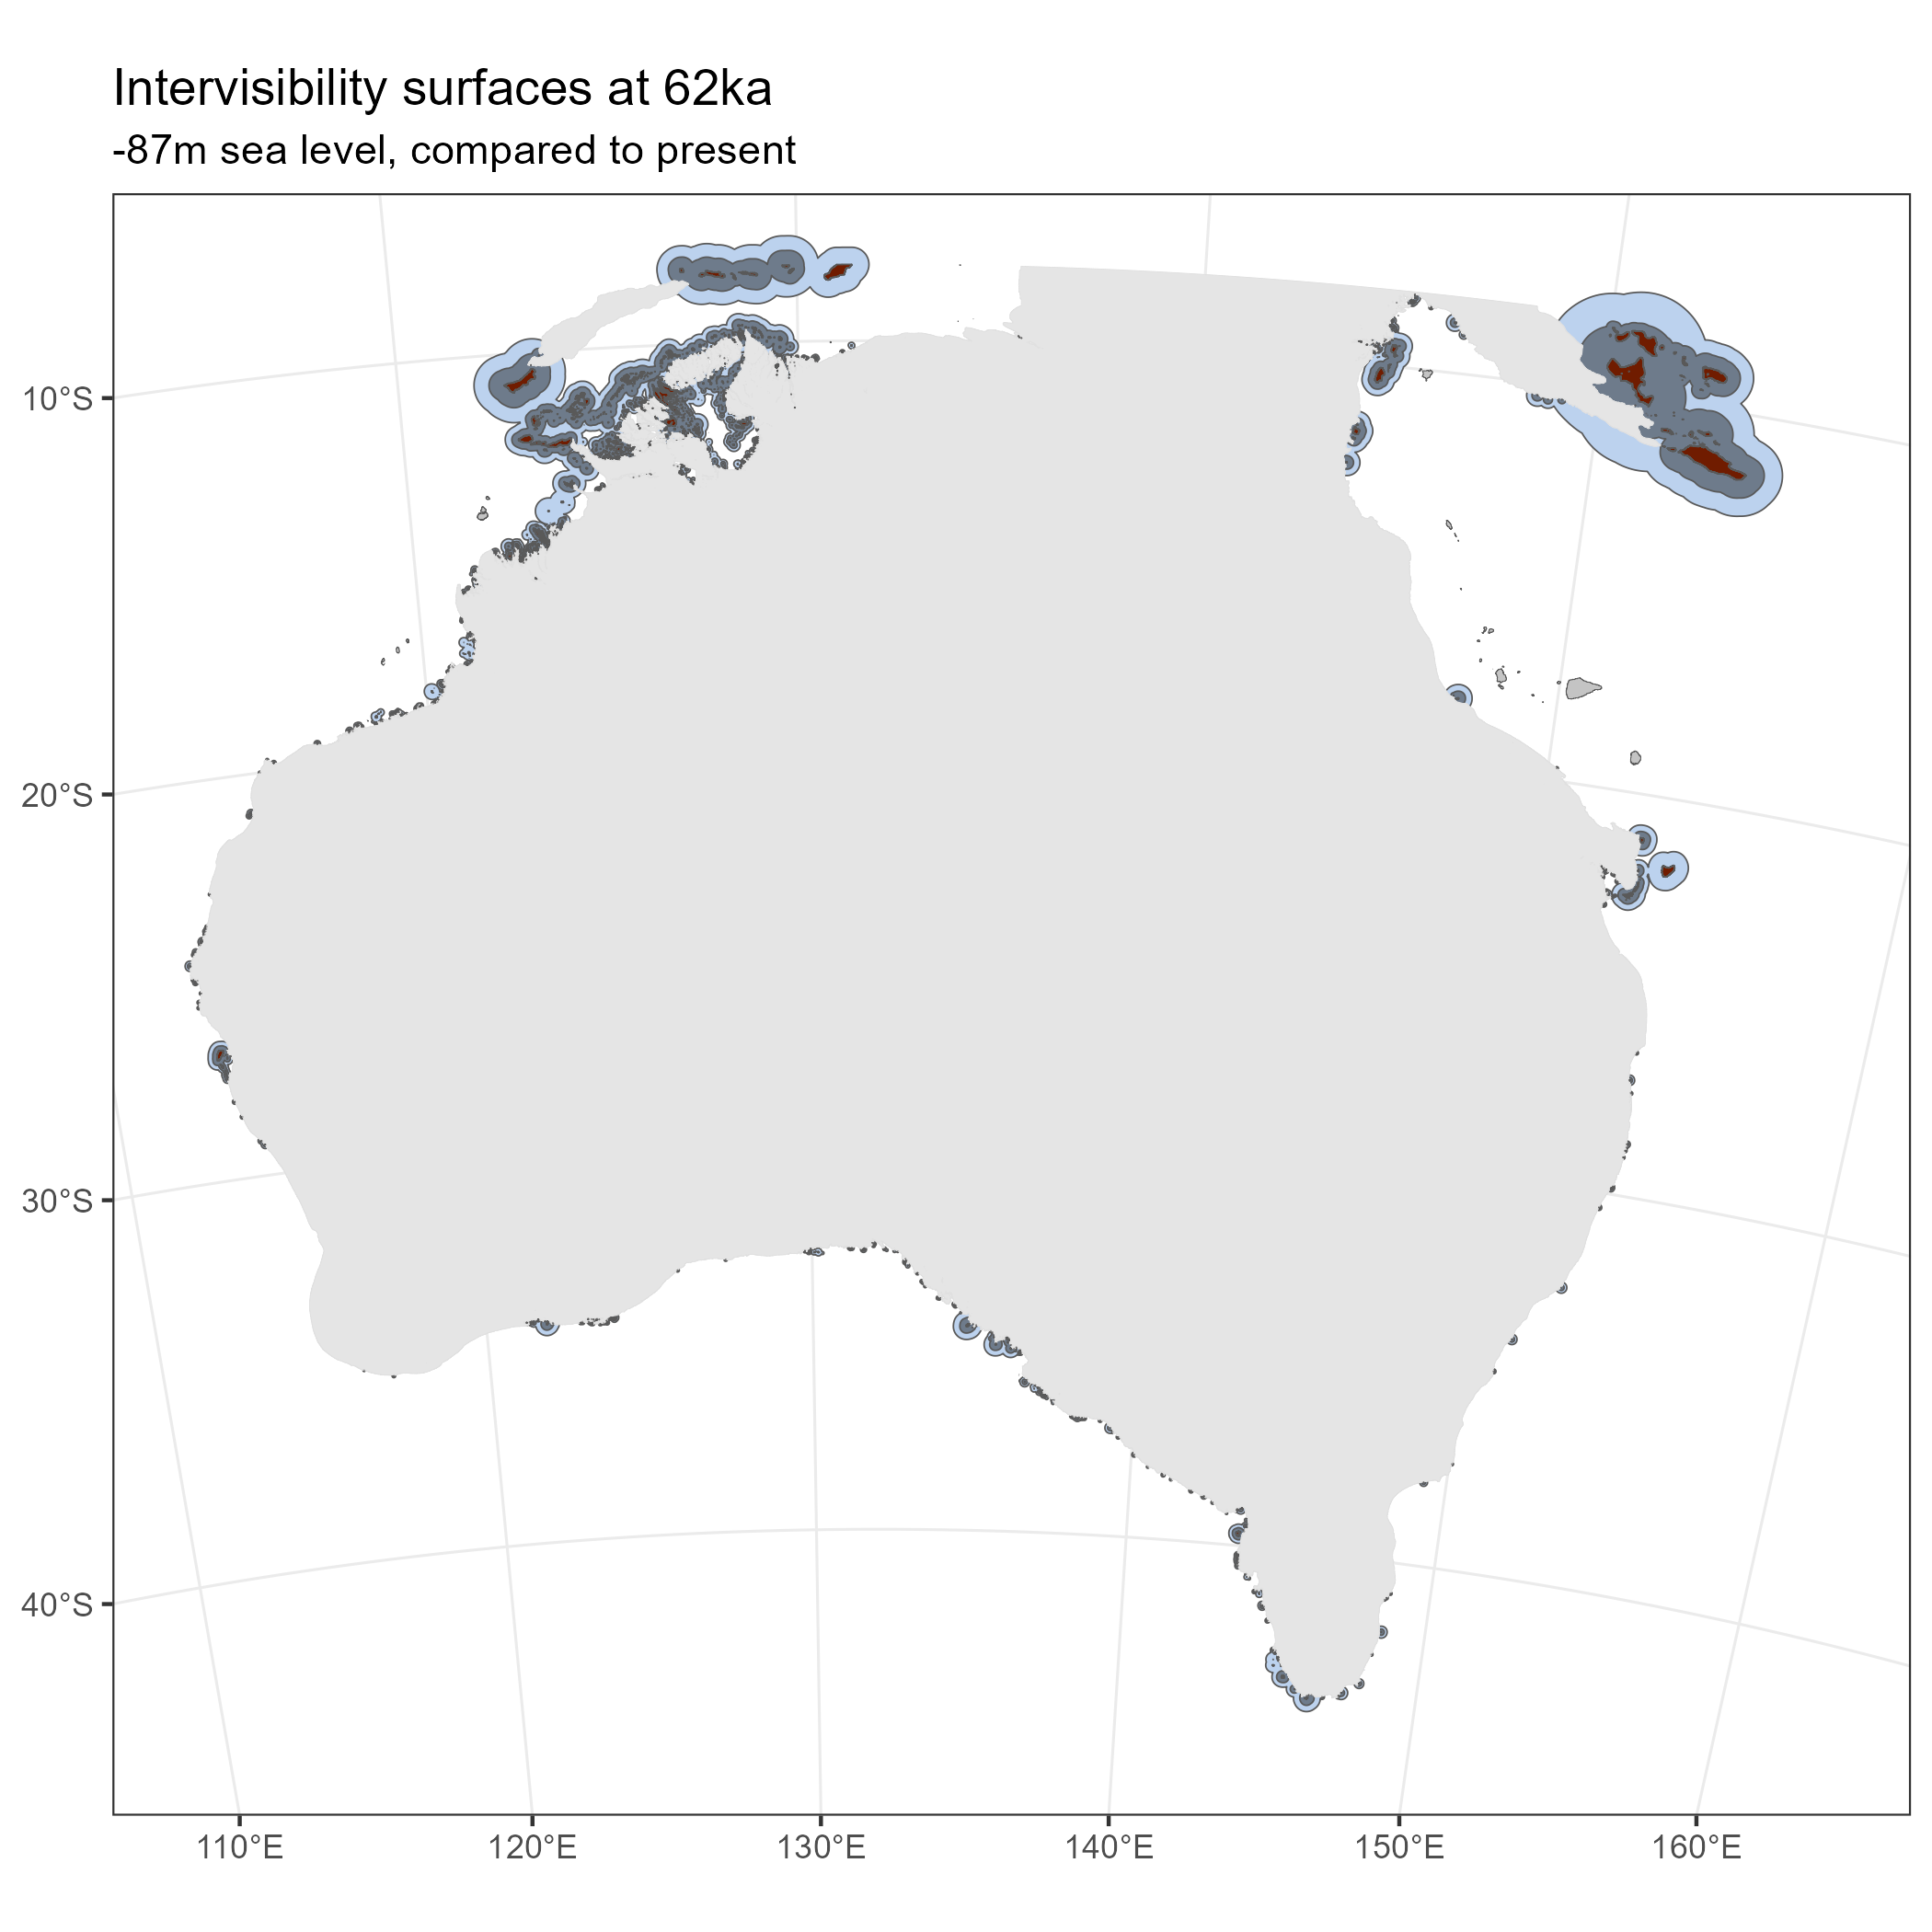 Intervisibility surfaces at 62ka
-87m sea level, compared to present
10°S
20°S
30°S
40°S
110°E 120°E 130°E 140°E 150°E 160°E